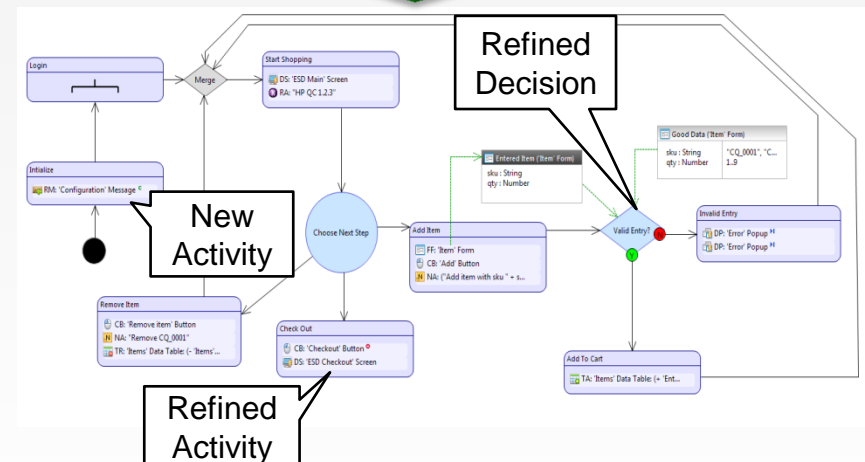 Refined
Decision
Login
Merge
Start Shopping
DS: 'ESD Main' Screen
RA: "HP QC 1.2.3"
Good Data ('Item' Form)
sku : String "CQ_0001", "C...
qty : Number 1..9
Entered Item ('Item' Form)
sku : String
qty : Number
Intialize
RM: 'Configuration' Message c
New
Activity
Choose Next Step
Add Item
FF: 'Item' Form
CB: 'Add' Button
NA: ("Add item with sku " + s...
Valid Entry?
N
Y
Invalid Entry
DP: 'Error' Popup H
DP: 'Error' Popup H
Remove Item
CB: 'Remove item' Button
N NA: "Remove CQ_0001"
TR: 'Items' Data Table: (- 'Items'...
Check Out
CB: 'Checkout' Button
DS: 'ESD Checkout' Screen
Add To Cart
TA: 'Items' Data Table: (+ 'Ent...
Refined
Activity